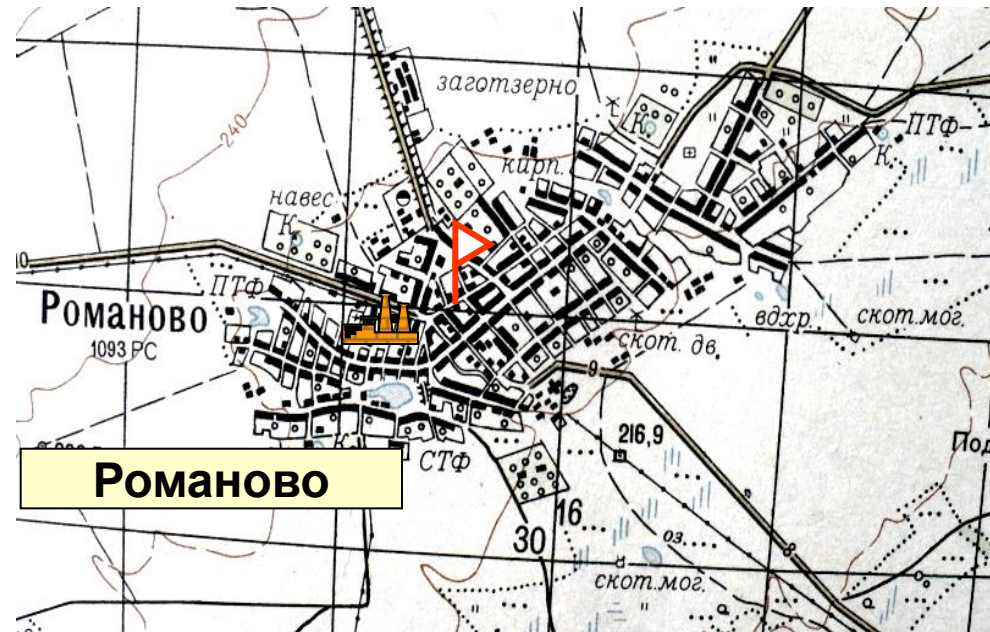 заготзерно
240
К.
ПТФ
К.
кирп.
навес
К.
ПТФ
Романово
1093 РС
вдхр.
скот.мог.
скот. дв.
9
216,9
Под
СТФ
Романово
16
30
оз.
8
скот.мог.